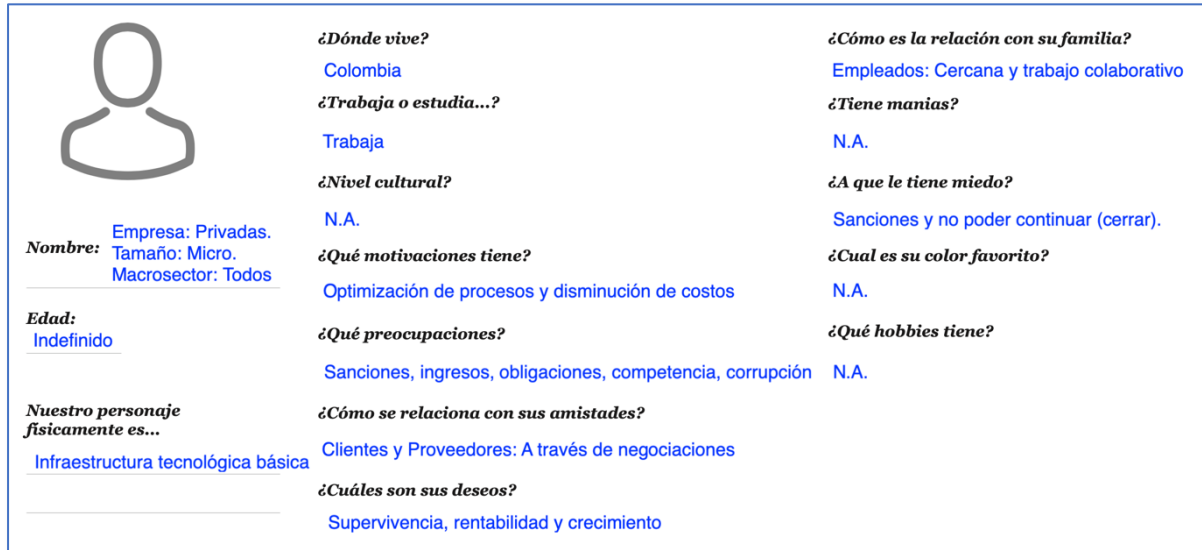 Nombre: Empresa: Privadas.
Tamaño: Micro.
Macrosector: Todos
Edad:
Indefinido
Nuestro personaje
físicamente es...
Infraestructura tecnológica básica
¿Dónde vive?
Colombia
¿Trabaja o estudia...?
Trabaja
¿Nivel cultural?
N.A.
¿Qué motivaciones tiene?
Optimización de procesos y disminución de costos
¿Qué preocupaciones?
Sanciones, ingresos, obligaciones, competencia, corrupción
¿Cómo se relaciona con sus amistades?
Clientes y Proveedores: A través de negociaciones
¿Cuáles son sus deseos?
Supervivencia, rentabilidad y crecimiento
¿Cómo es la relación con su familia?
Empleados: Cercana y trabajo colaborativo
¿Tiene manias?
N.A.
¿A que le tiene miedo?
Sanciones y no poder continuar (cerrar).
¿Cual es su color favorito?
N.A.
¿Qué hobbies tiene?
N.A.